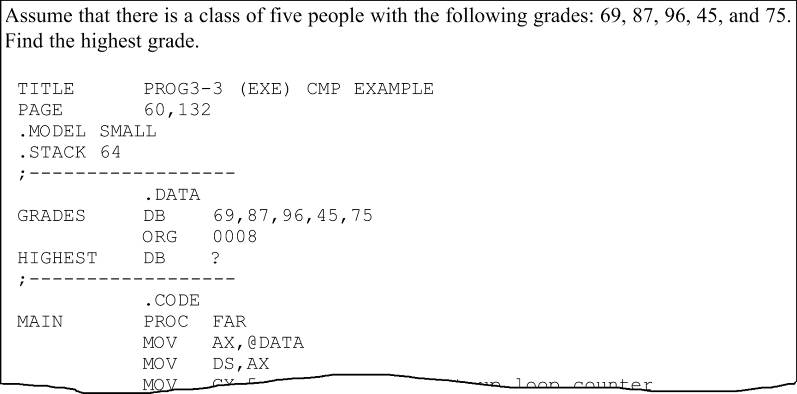 Assume that there is a class of five people with the following grades: 69, 87, 96, 45, and 75.
Find the highest grade.
TITLE PROG3-3 (EXE) CMP EXAMPLE
PAGE 60,132
.MODEL SMALL
.STACK 64
;-------------------
.DATA
GRADES DB 69,87,96,45,75
ORG 0008
HIGHEST DB ?
;-------------------
.CODE
MAIN PROC FAR
MOV AX,@DATA
MOV DS,AX
MOV loop counter